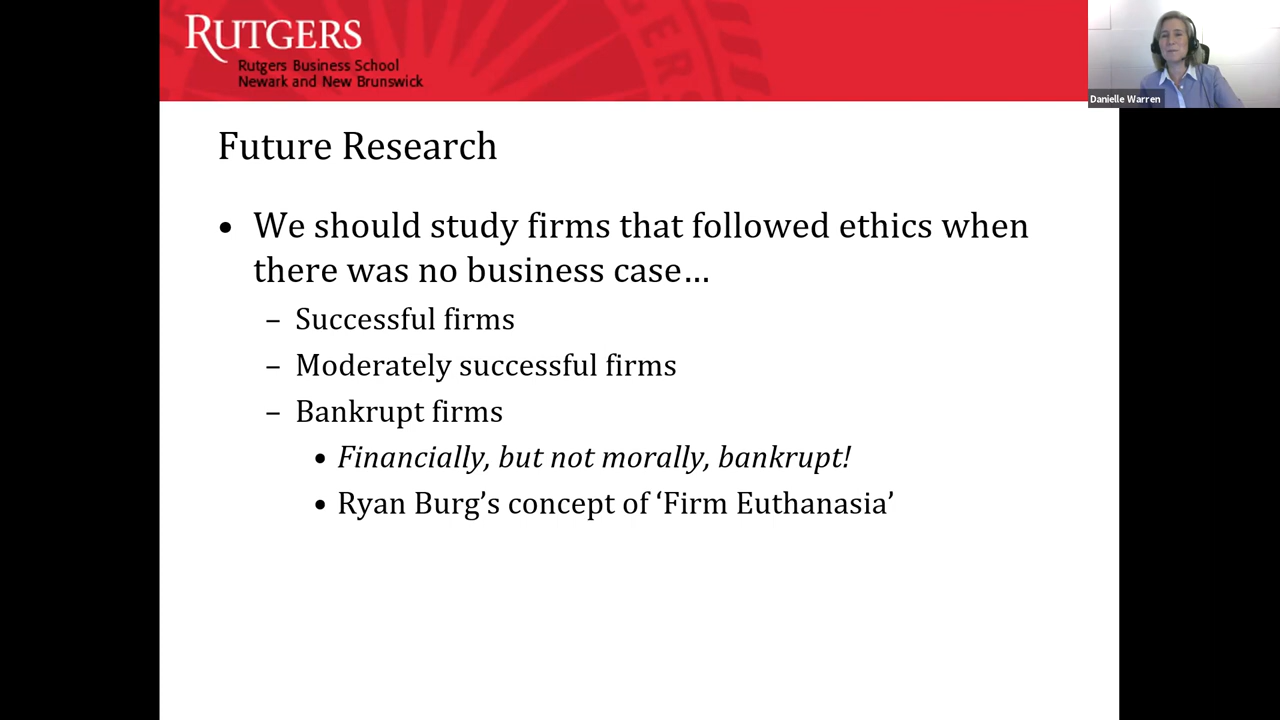 RUTGERS
Rutgers Business School
Newark and New Brunswick
Danielle Warren
Future Research
• We should study firms that followed ethics when
there was no business case…
– Successful firms
– Moderately successful firms
– Bankrupt firms
• Financially, but not morally, bankrupt!
• Ryan Burg’s concept of ‘Firm Euthanasia’